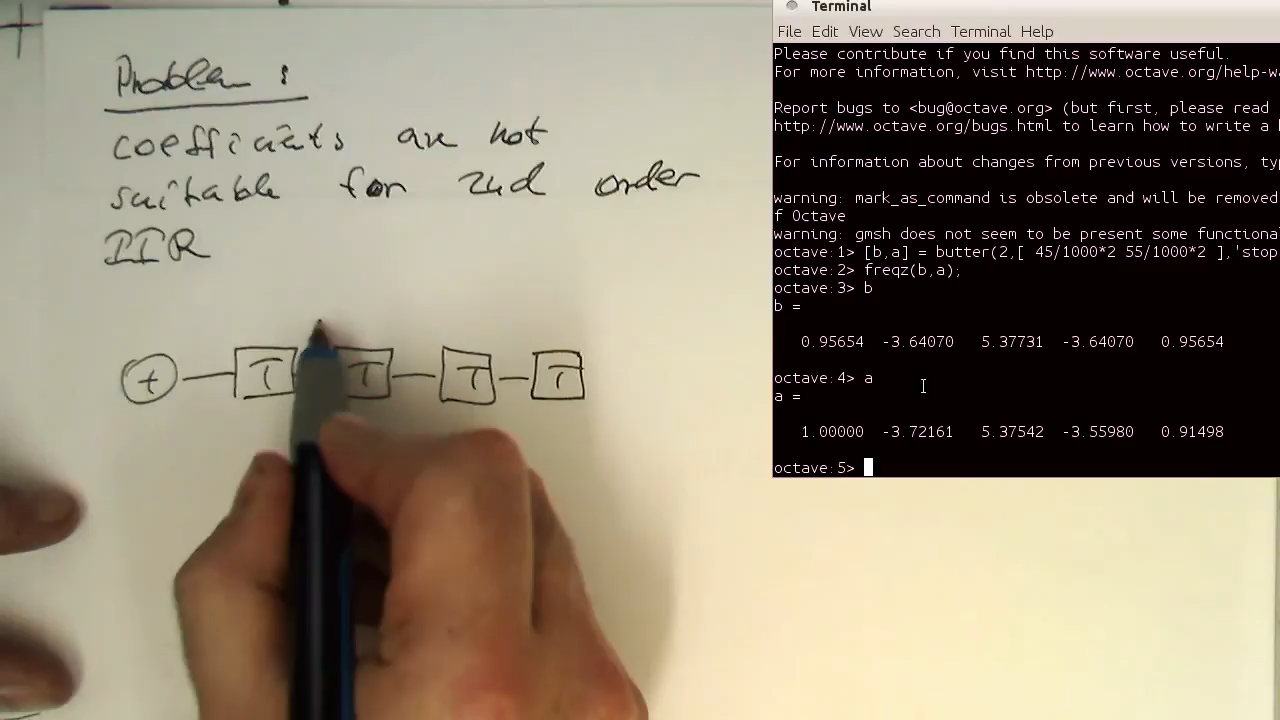 Problem :
coefficients are not
suitable for 2nd order
IIR
+ T T T T
Terminal
File Edit View Search Terminal Help
Please contribute if you find this software useful.
For more information, visit http://www.octave.org/help-wa
Report bugs to <bug@octave.org> (but first, please read
http://www.octave.org/bugs.html to learn how to write a
For information about changes from previous versions, typ
warning: mark_as_command is obsolete and will be removed
f Octave
warning: gmsh does not seem to be present some functiona
octave:1> [b,a] = butter(2,[ 45/1000*2 55/1000*2 ],'stop
octave:2> freqz(b,a);
octave:3> b
b =
0.95654 -3.64070 5.37731 -3.64070 0.95654
octave:4> a
a =
1.00000 -3.72161 5.37542 -3.55980 0.91498
octave:5>